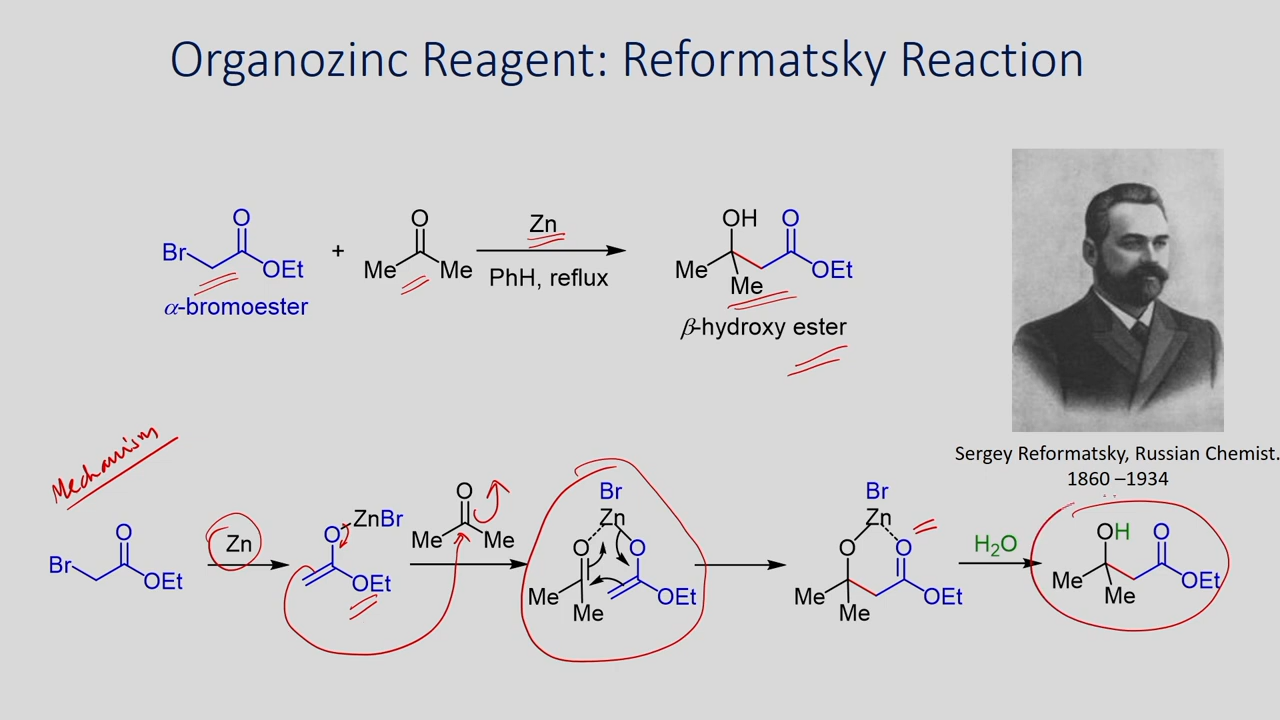 Organozinc Reagent: Reformatsky Reaction
O
Br
OEt
α-bromoester
+
O
Me
Me
Zn
PhH, reflux
OH
O
Me
Me
OEt
β-hydroxy ester
Sergey Reformatsky, Russian Chemist.
1860 –1934
Mechanism
O
Br
OEt
Zn
O
ZnBr
OEt
O
Me
Me
Br
Zn
O
O
Me
Me
OEt
Br
Zn
O
O
Me
Me
OEt
H₂O
OH
O
Me
Me
OEt